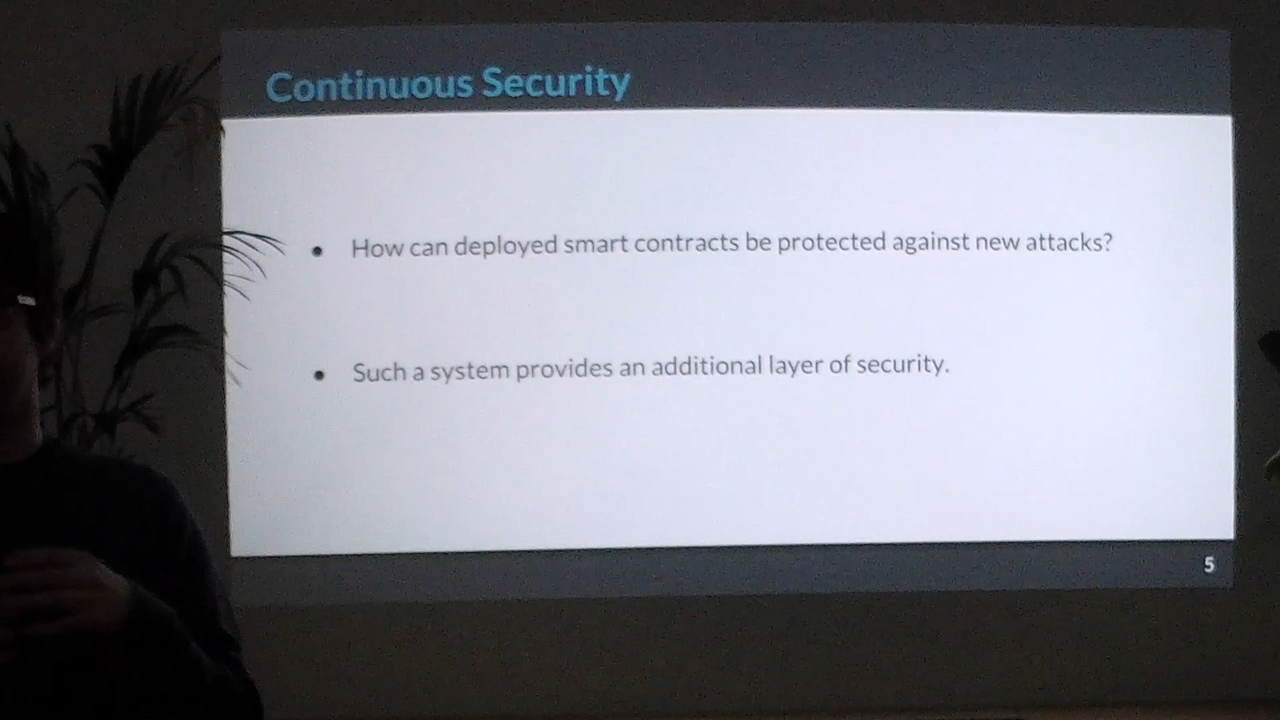 Continuous Security
● How can deployed smart contracts be protected against new attacks?
● Such a system provides an additional layer of security.
5